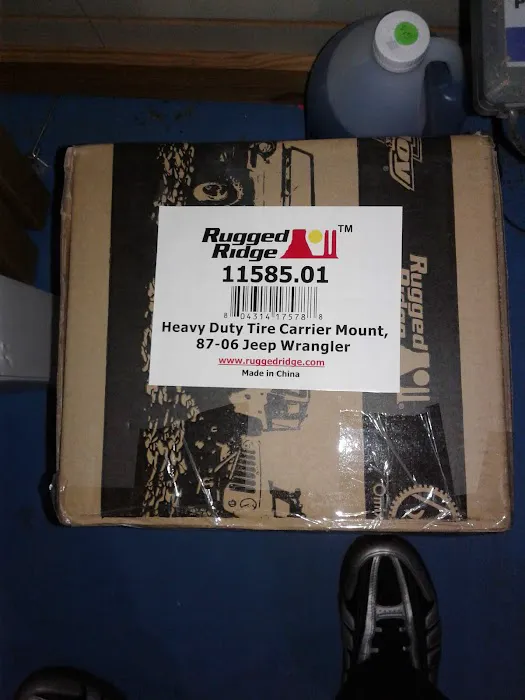 Rugged
Ridge
TM
11585.01
8 04314 17578 8
Heavy Duty Tire Carrier Mount,
87-06 Jeep Wrangler
www.ruggedridge.com
Made in China
Rugged